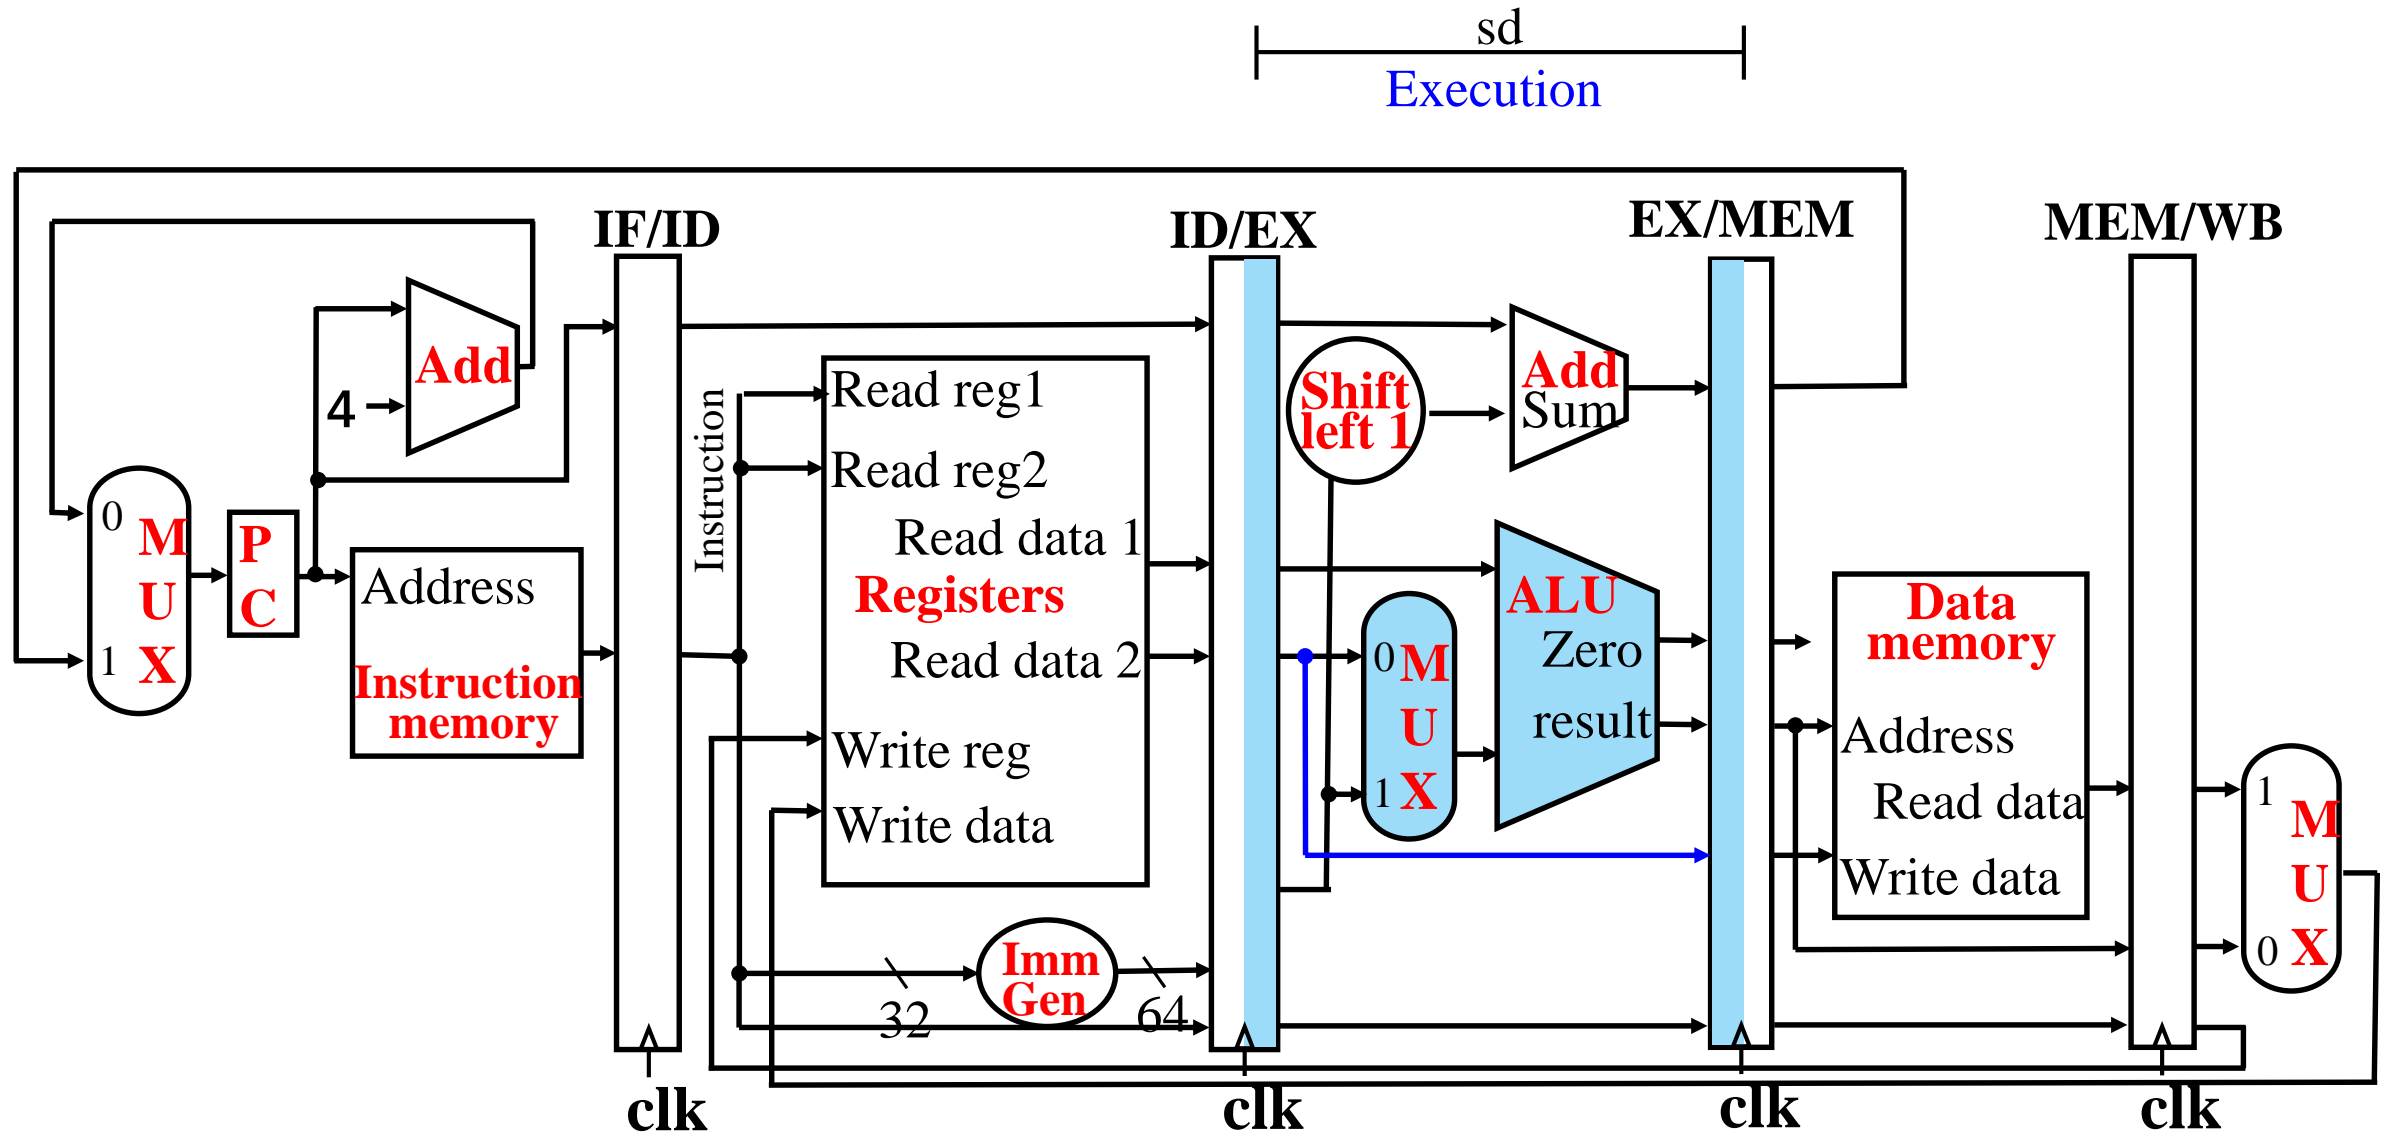 sd
Execution
IF/ID
ID/EX
EX/MEM
MEM/WB
Add
4
0
M
U
X
1
P
C
Address
Instruction
memory
Instruction
Read reg1
Read reg2
Read data 1
Registers
Read data 2
Write reg
Write data
Imm
Gen
32
64
Shift
left 1
Add
Sum
0
M
U
X
1
ALU
Zero
result
Data
memory
Address
Read data
Write data
1
M
U
X
0
clk
clk
clk
clk